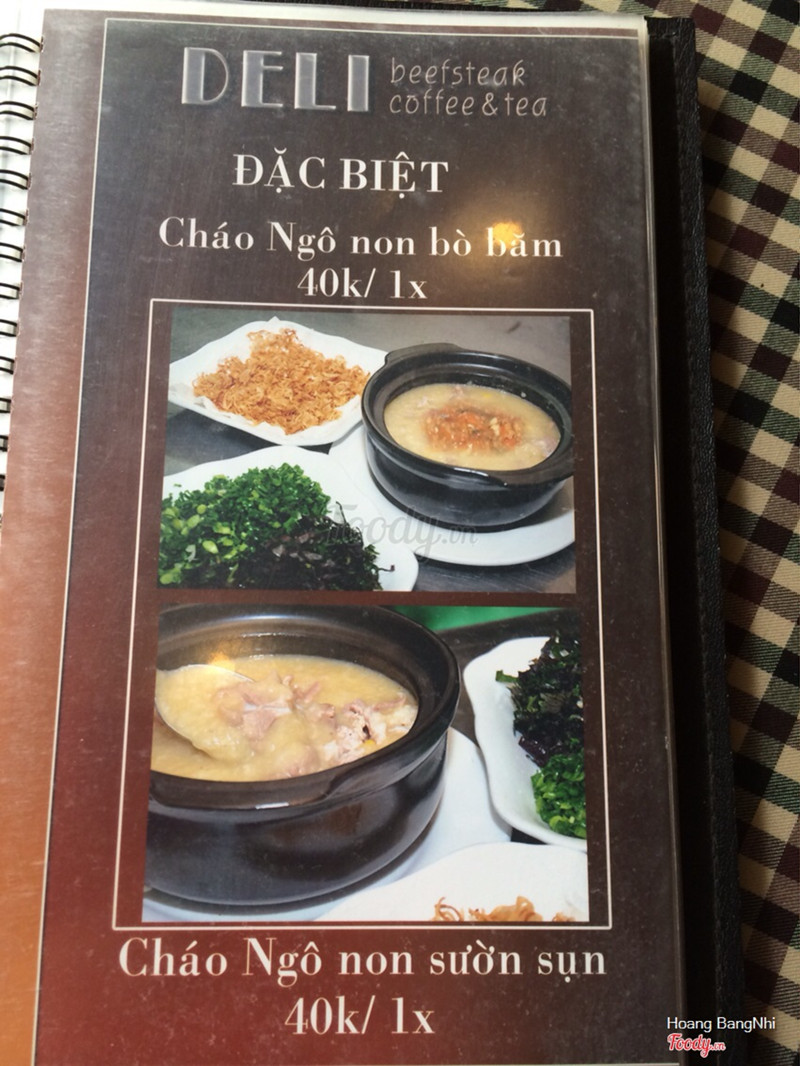 DELI beefsteak
coffee & tea
ĐẶC BIỆT
Cháo Ngô non bò băm
40k/ 1x
Foody.vn
Cháo Ngô non sườn sụn
40k/ 1x
Hoang BangNhi
Foody.vn